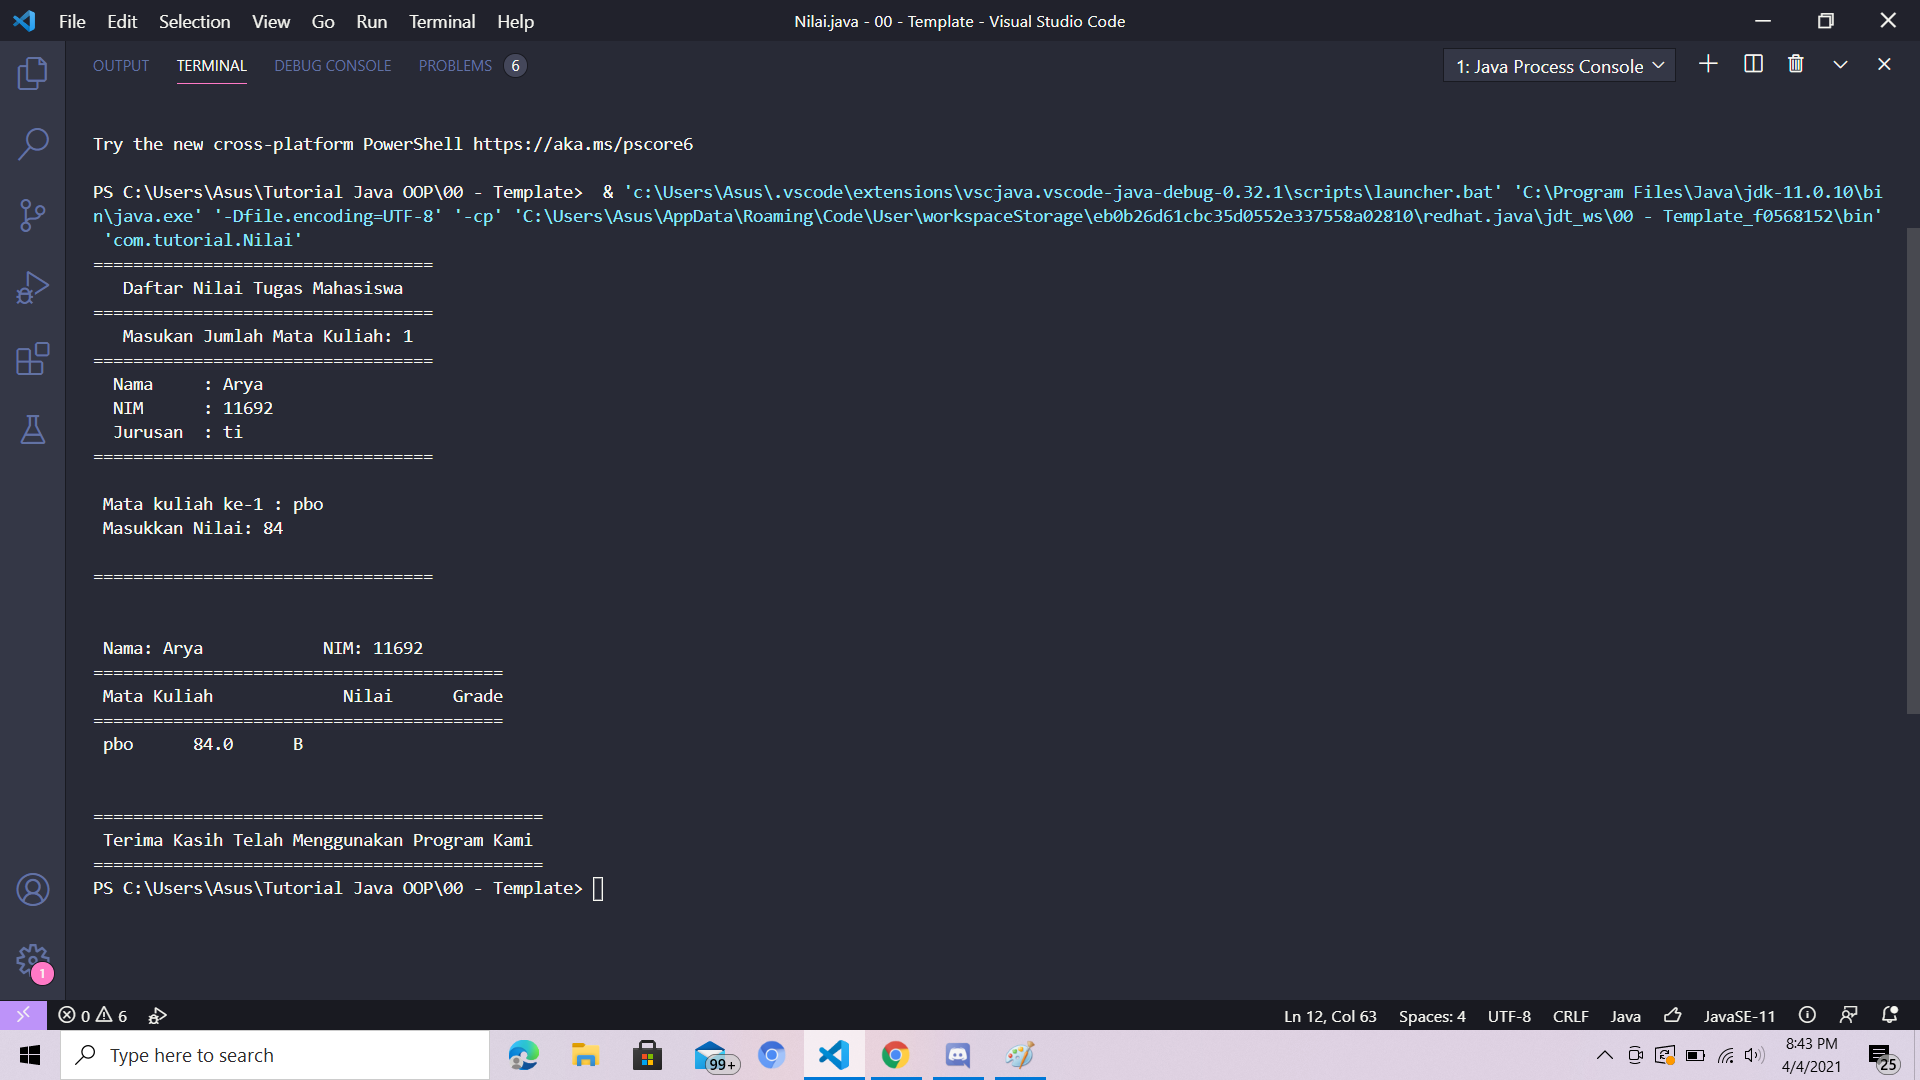 File Edit Selection View Go Run Terminal Help
Nilai.java - 00 - Template - Visual Studio Code
OUTPUT TERMINAL DEBUG CONSOLE PROBLEMS 6
1: Java Process Console
Try the new cross-platform PowerShell https://aka.ms/pscore6
PS C:\Users\Asus\Tutorial Java OOP\00 - Template>  & 'c:\Users\Asus\.vscode\extensions\vscjava.vscode-java-debug-0.32.1\scripts\launcher.bat' 'C:\Program Files\Java\jdk-11.0.10\bi
n\java.exe' '-Dfile.encoding=UTF-8' '-cp' 'C:\Users\Asus\AppData\Roaming\Code\User\workspaceStorage\eb0b26d61cbc35d0552e337558a02810\redhat.java\jdt_ws\00 - Template_f0568152\bin'
'com.tutorial.Nilai'
==================================
Daftar Nilai Tugas Mahasiswa
==================================
Masukan Jumlah Mata Kuliah: 1
==================================
Nama     : Arya
NIM      : 11692
Jurusan  : ti
==================================
Mata kuliah ke-1 : pbo
Masukkan Nilai: 84
==================================
Nama: Arya            NIM: 11692
=========================================
Mata Kuliah             Nilai      Grade
=========================================
pbo      84.0      B
=============================================
Terima Kasih Telah Menggunakan Program Kami
=============================================
PS C:\Users\Asus\Tutorial Java OOP\00 - Template>
1
0 6
Ln 12, Col 63 Spaces: 4 UTF-8 CRLF Java JavaSE-11
Type here to search
99+
8:43 PM
4/4/2021
25